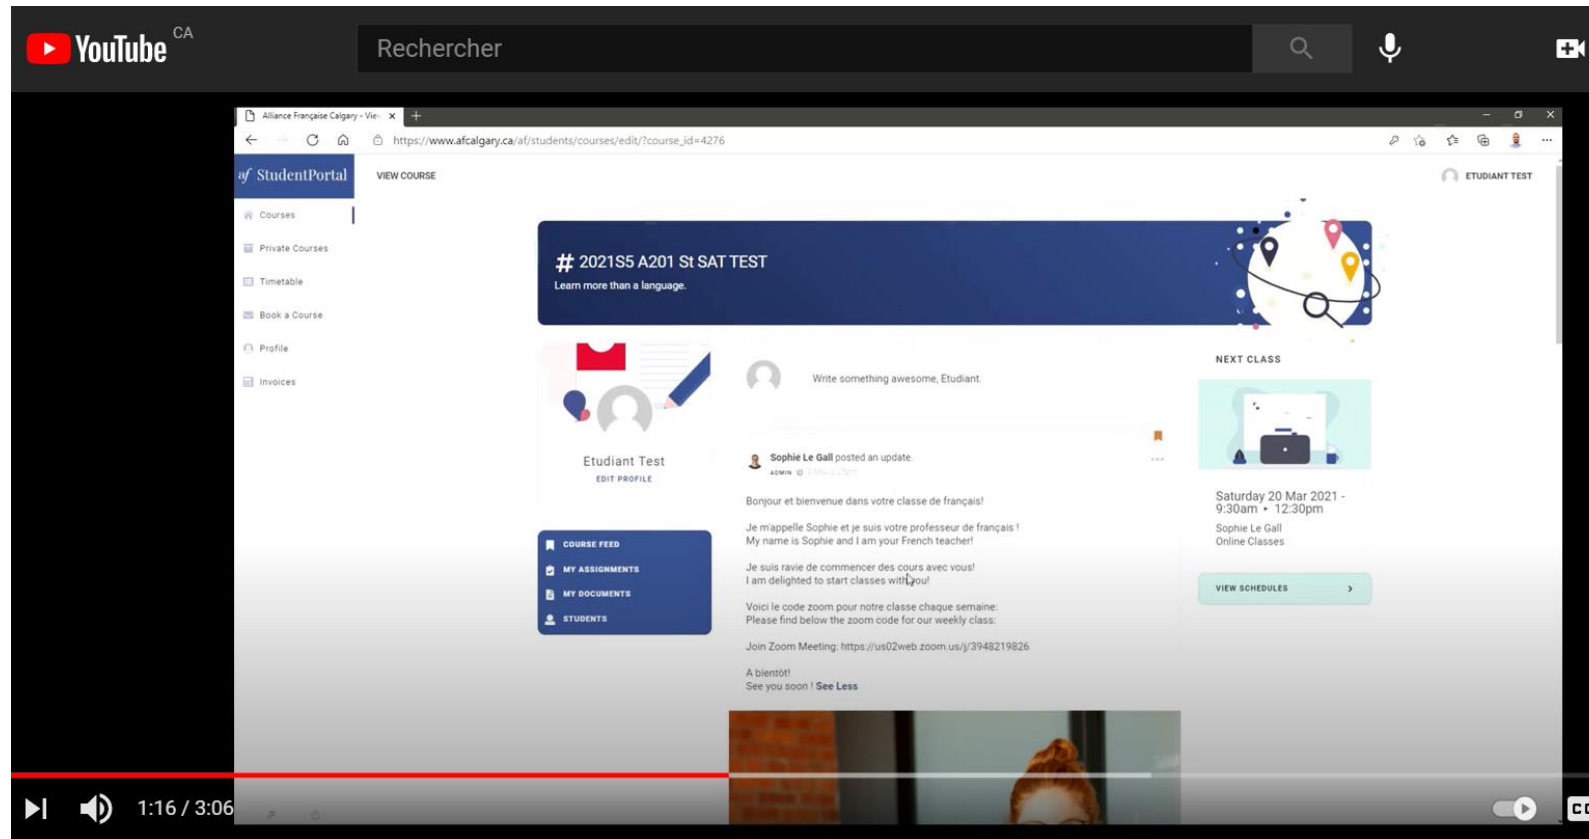 YouTube CA
Rechercher
Alliance Française Calgary - Vie
https://www.afcalgary.ca/af/students/courses/edit/?course_id=4276
af StudentPortal
VIEW COURSE
ETUDIANT TEST
Courses
Private Courses
Timetable
Book a Course
Profile
Invoices
# 2021S5 A201 St SAT TEST
Learn more than a language.
Etudiant Test
EDIT PROFILE
COURSE FEED
MY ASSIGNMENTS
MY DOCUMENTS
STUDENTS
Write something awesome, Etudiant.
Sophie Le Gall posted an update.
ADMIN
Bonjour et bienvenue dans votre classe de français!
Je m'appelle Sophie et je suis votre professeur de français !
My name is Sophie and I am your French teacher!
Je suis ravie de commencer des cours avec vous!
I am delighted to start classes with you!
Voici le code zoom pour notre classe chaque semaine:
Please find below the zoom code for our weekly class:
Join Zoom Meeting: https://us02web.zoom.us/j/3948219826
A bientôt!
See you soon ! See Less
NEXT CLASS
Saturday 20 Mar 2021 -
9:30am ‣ 12:30pm
Sophie Le Gall
Online Classes
VIEW SCHEDULES
1:16 / 3:06